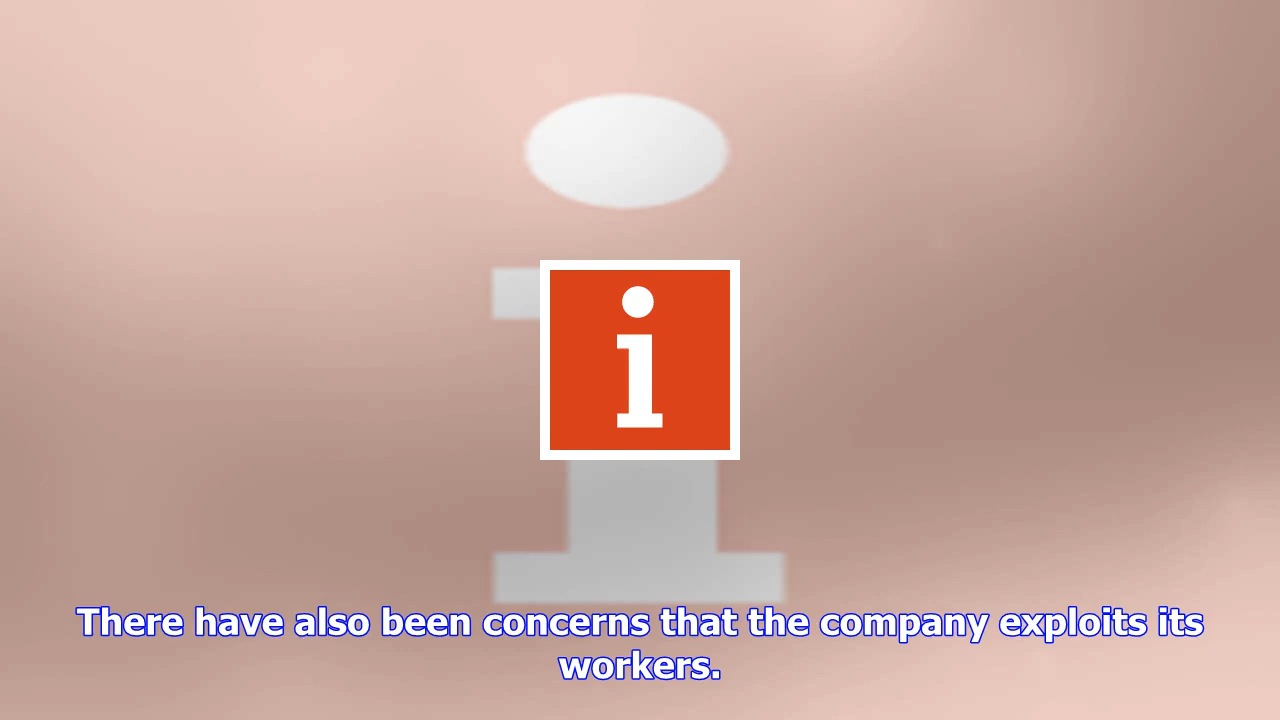 i
There have also been concerns that the company exploits its
workers.